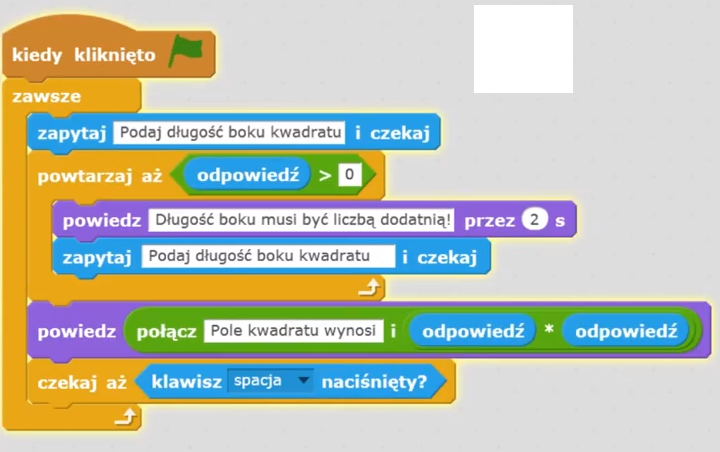 kiedy kliknięto
zawsze
zapytaj Podaj długość boku kwadratu i czekaj
powtarzaj aż odpowiedź > 0
powiedz Długość boku musi być liczbą dodatnią! przez 2 s
zapytaj Podaj długość boku kwadratu i czekaj
powiedz połącz Pole kwadratu wynosi i odpowiedź * odpowiedź
czekaj aż klawisz spacja naciśnięty?